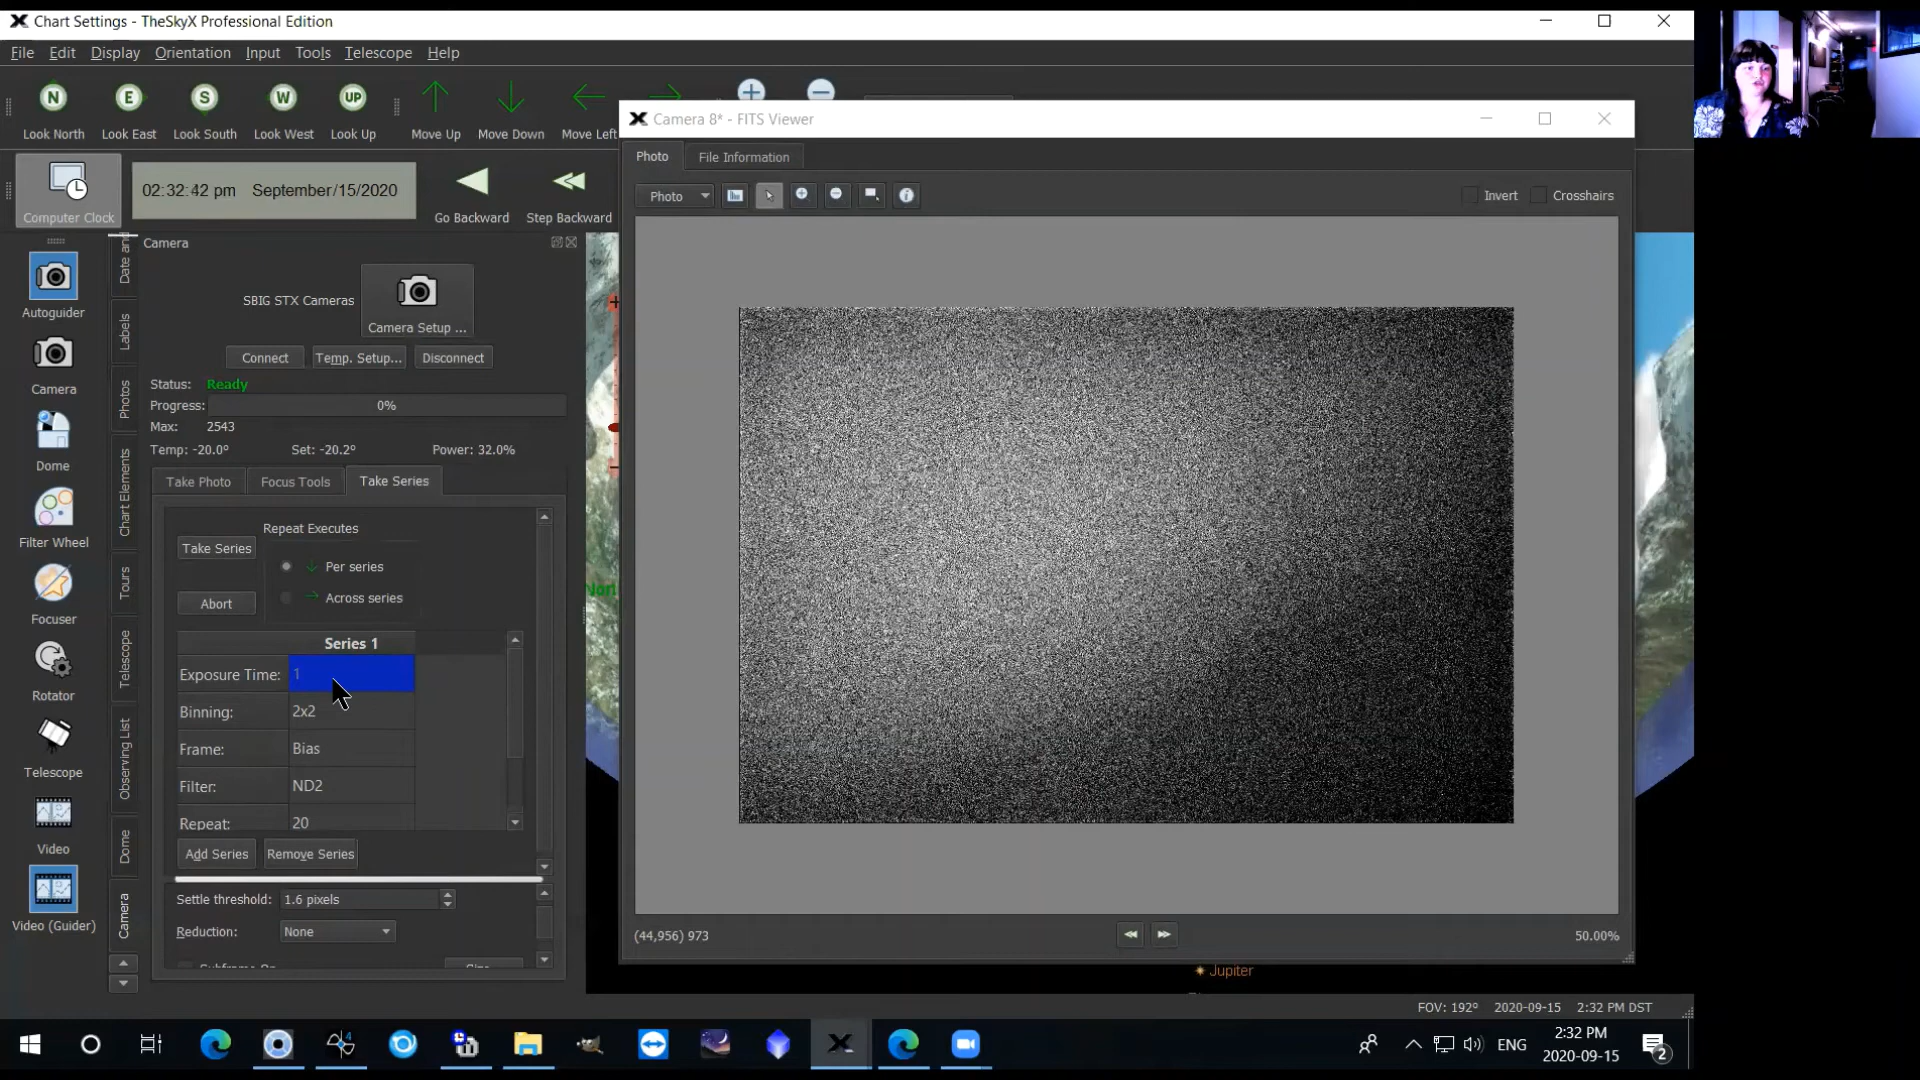 Chart Settings - TheSkyX Professional Edition
File Edit Display Orientation Input Tools Telescope Help
N E S W UP
Look North Look East Look South Look West Look Up Move Up Move Down Move Left
Camera 8* - FITS Viewer
Photo File Information
Photo Invert Crosshairs
Computer Clock 02:32:42 pm September/15/2020 Go Backward Step Backward
Autoguider
Camera
Dome
Filter Wheel
Focuser
Rotator
Telescope
Video
Video (Guider)
Date and
Labels
Photos
Chart Elements
Tours
Telescope
Observing List
Dome
Camera
Camera
SBIG STX Cameras Camera Setup ...
Connect Temp. Setup... Disconnect
Status: Ready
Progress: 0%
Max: 2543
Temp: -20.0º Set: -20.2º Power: 32.0%
Take Photo Focus Tools Take Series
Repeat Executes
Take Series Per series
Abort Across series
Series 1
Exposure Time: 1
Binning: 2x2
Frame: Bias
Filter: ND2
Repeat: 20
Add Series Remove Series
Settle threshold: 1.6 pixels
Reduction: None
(44,956) 973 50.00%
Jupiter
FOV: 192º 2020-09-15 2:32 PM DST
ENG 2:32 PM
2020-09-15 2